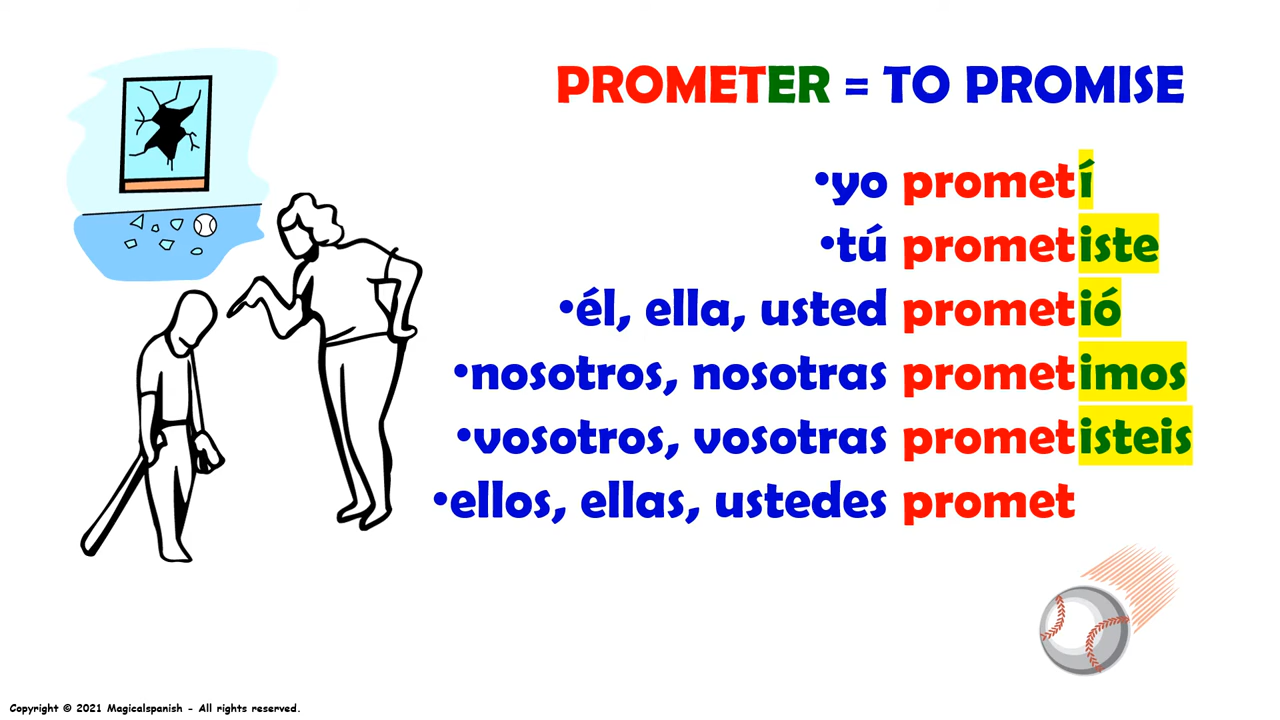 PROMETER = TO PROMISE
•yo prometí
•tú prometiste
•él, ella, usted prometió
•nosotros, nosotras prometimos
•vosotros, vosotras prometisteis
•ellos, ellas, ustedes promet
Copyright © 2021 Magicalspanish - All rights reserved.